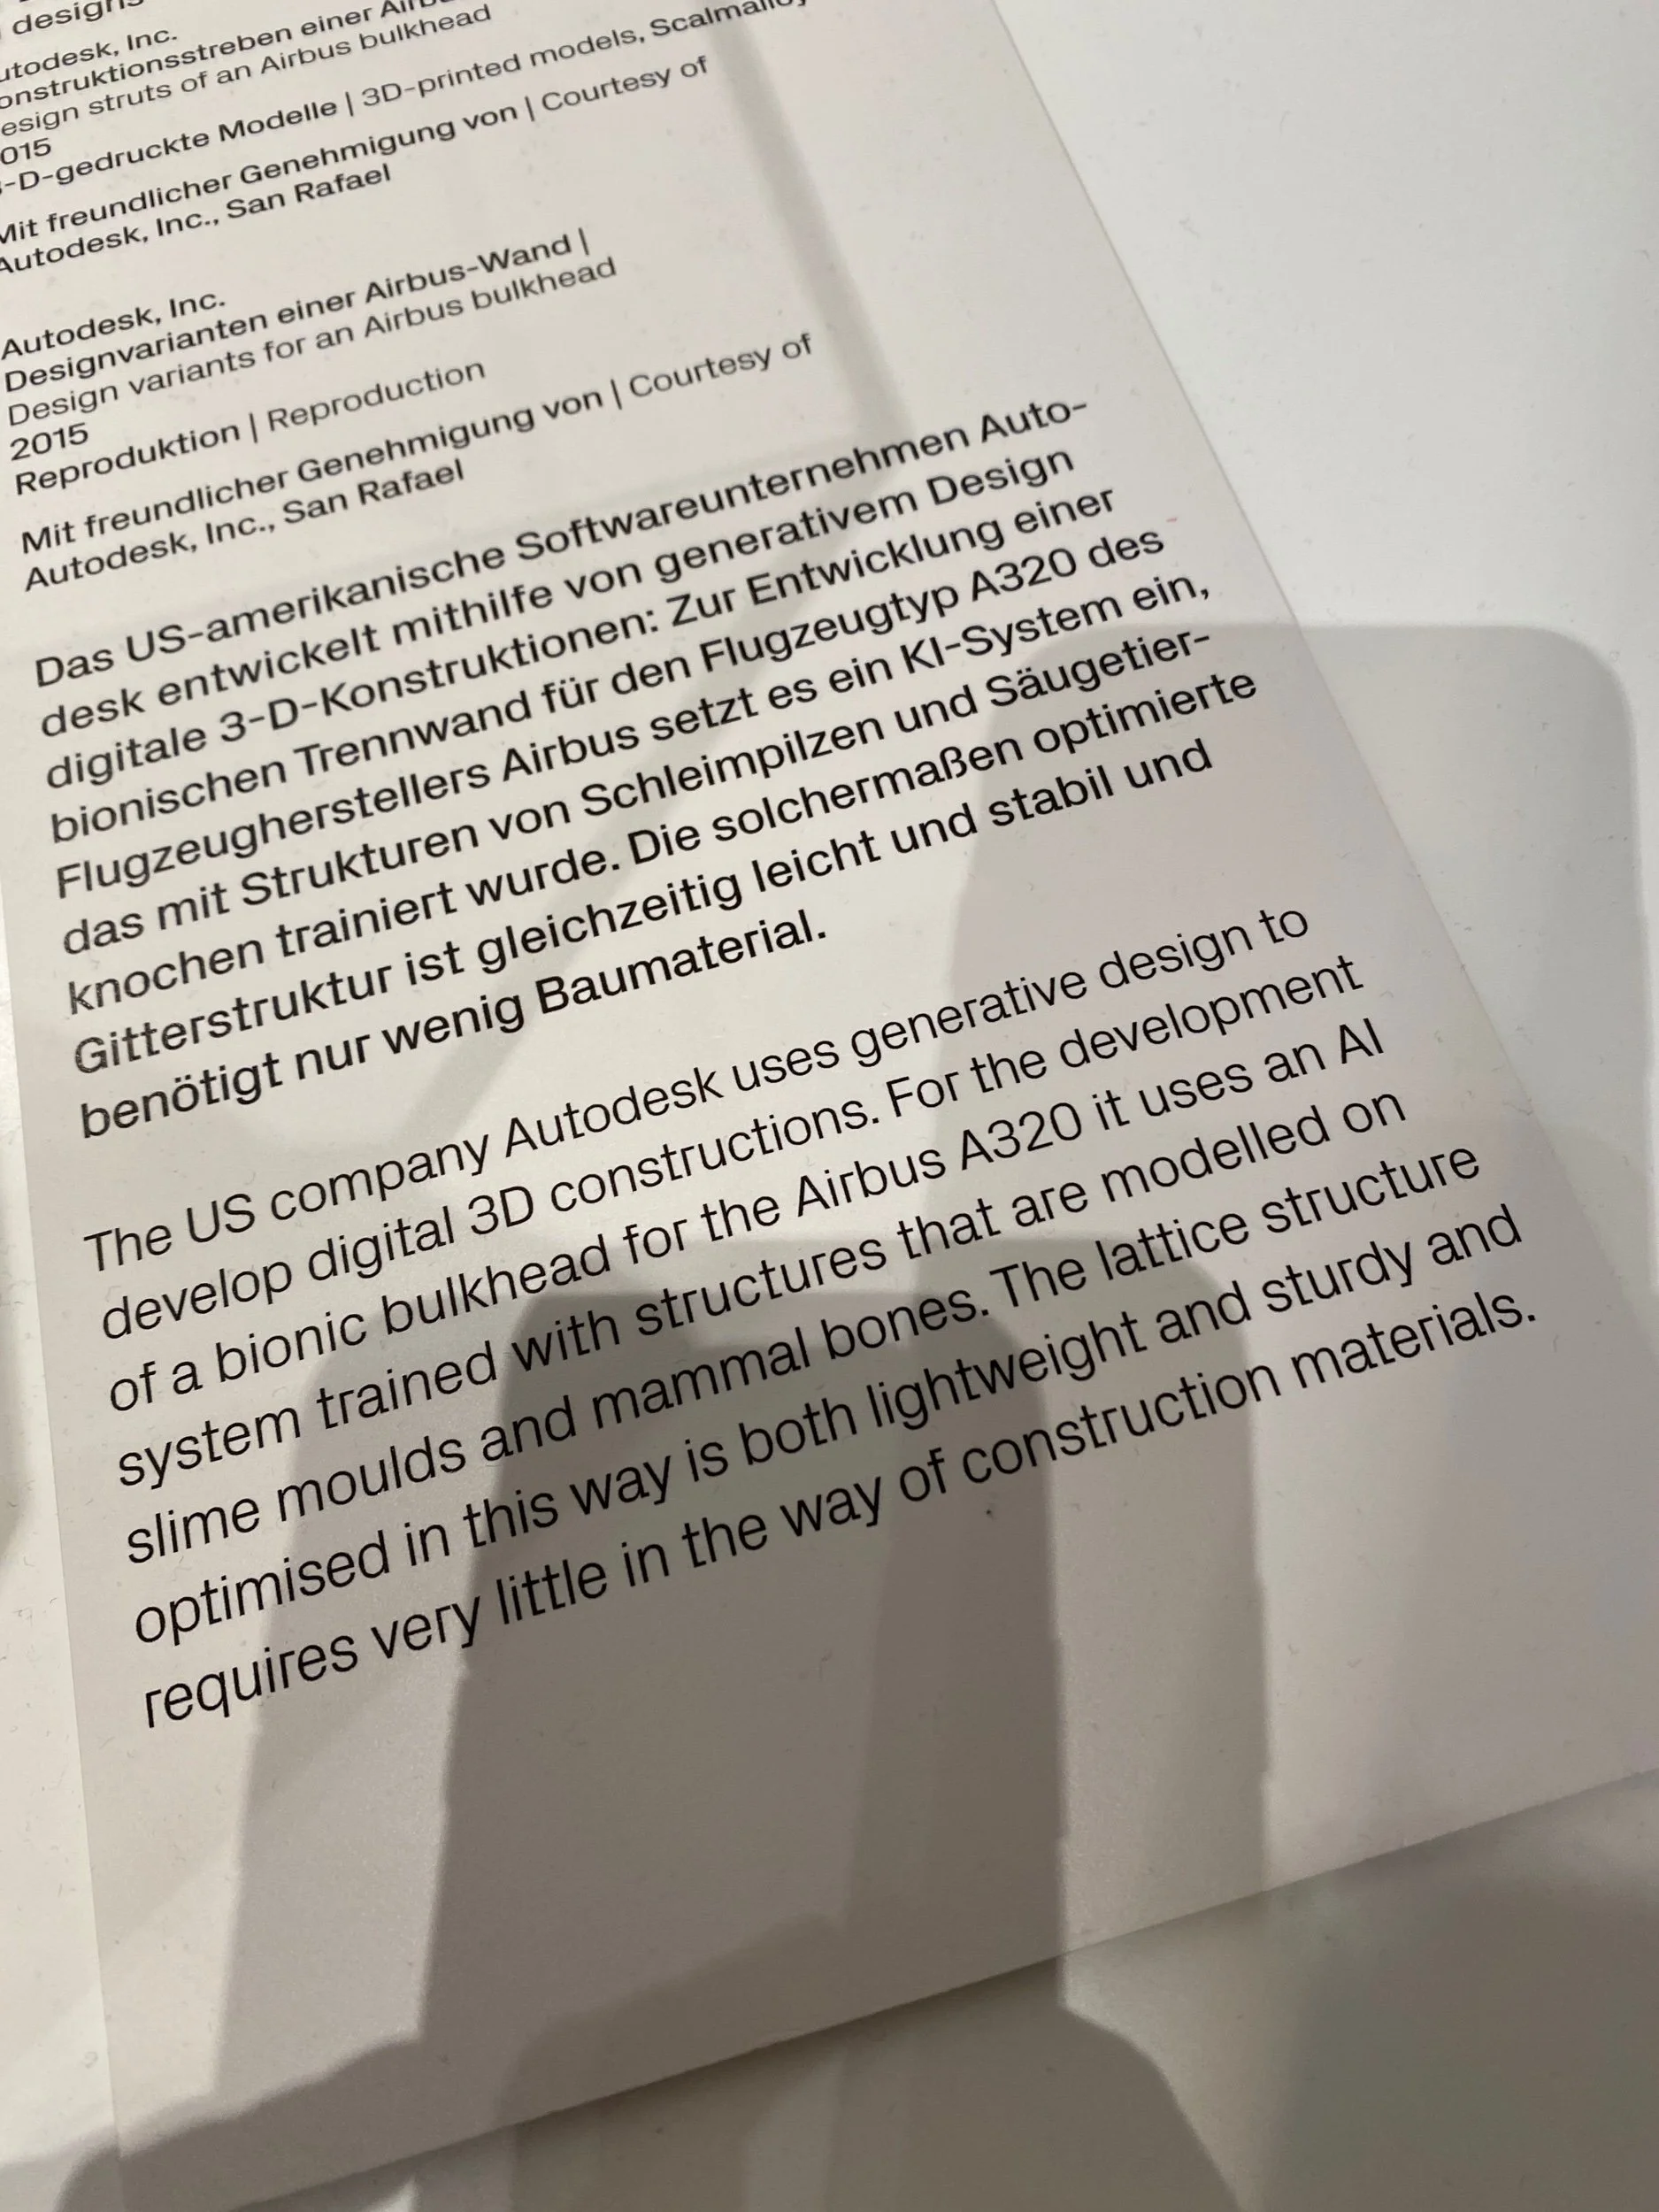 designs
Autodesk, Inc.
Konstruktionsstreben einer
Design struts of an Airbus bulkhead
2015
3-D-gedruckte Modelle | 3D-printed models, Scalmalloy
Mit freundlicher Genehmigung von | Courtesy of
Autodesk, Inc., San Rafael
Autodesk, Inc.
Designvarianten einer Airbus-Wand |
Design variants for an Airbus bulkhead
2015
Reproduktion | Reproduction
Mit freundlicher Genehmigung von | Courtesy of
Autodesk, Inc., San Rafael
Das US-amerikanische Softwareunternehmen Auto-
desk entwickelt mithilfe von generativem Design
digitale 3-D-Konstruktionen: Zur Entwicklung einer
bionischen Trennwand für den Flugzeugtyp A320 des
Flugzeugherstellers Airbus setzt es ein KI-System ein,
das mit Strukturen von Schleimpilzen und Säugetier-
knochen trainiert wurde. Die solchermaßen optimierte
Gitterstruktur ist gleichzeitig leicht und stabil und
benötigt nur wenig Baumaterial.
The US company Autodesk uses generative design to
develop digital 3D constructions. For the development
of a bionic bulkhead for the Airbus A320 it uses an AI
system trained with structures that are modelled on
slime moulds and mammal bones. The lattice structure
optimised in this way is both lightweight and sturdy and
requires very little in the way of construction materials.